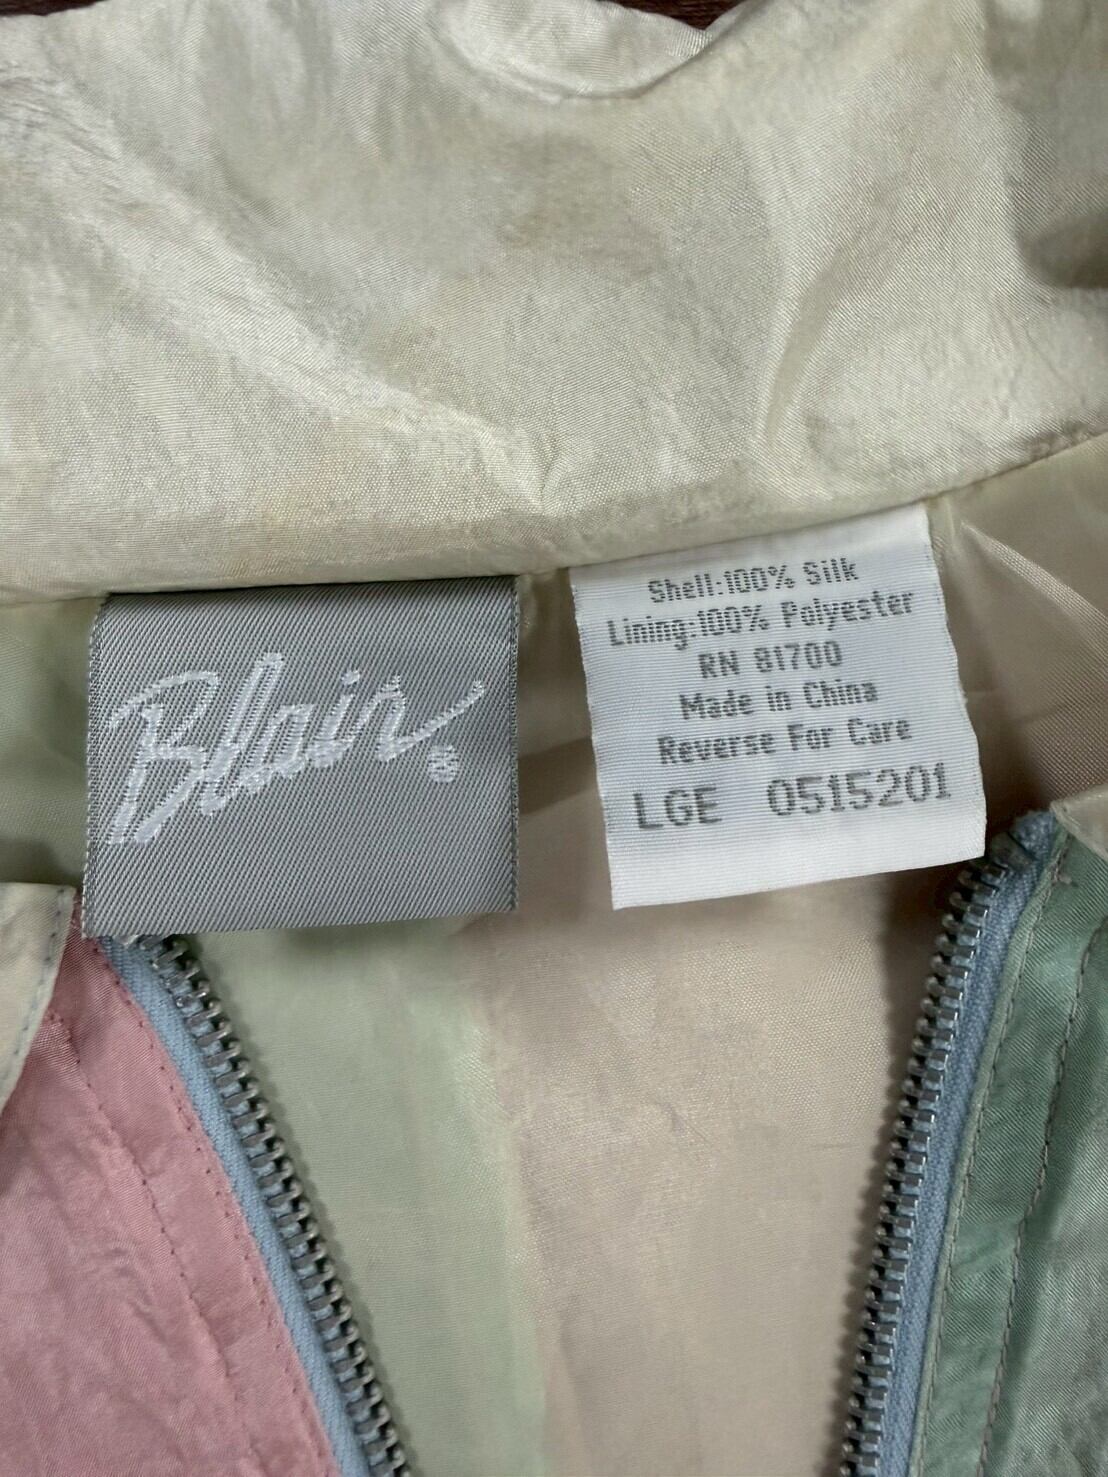 Blair®
Shell:100% Silk
Lining:100% Polyester
RN 81700
Made in China
Reverse For Care
LGE 0515201